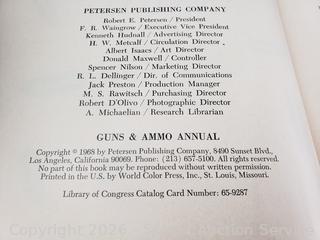 PETERSEN PUBLISHING COMPANY
Robert E. Petersen / President
F. R. Waingrow / Executive Vice President
Kenneth Hudnall / Advertising Director
H. W. Metcalf / Circulation Director
Albert Isaacs / Art Director
Donald Maxwell / Controller
Spencer Nilson / Marketing Director
R. L. Dellinger / Dir. of Communications
Jack Preston / Production Manager
M. S. Rawitsch / Purchasing Director
Robert D'Olivo / Photographic Director
A. Michaelian / Research Librarian
GUNS & AMMO ANNUAL
Copyright © 1968 by Petersen Publishing Company, 8490 Sunset Blvd.,
Los Angeles, California 90069. Phone: (213) 657-5100. All rights reserved.
No part of this book may be reproduced without written permission.
Printed in the U.S. by World Color Press, Inc., St. Louis, Missouri.
Library of Congress Catalog Card Number: 65-9287
Copyright 2026
Auction Service